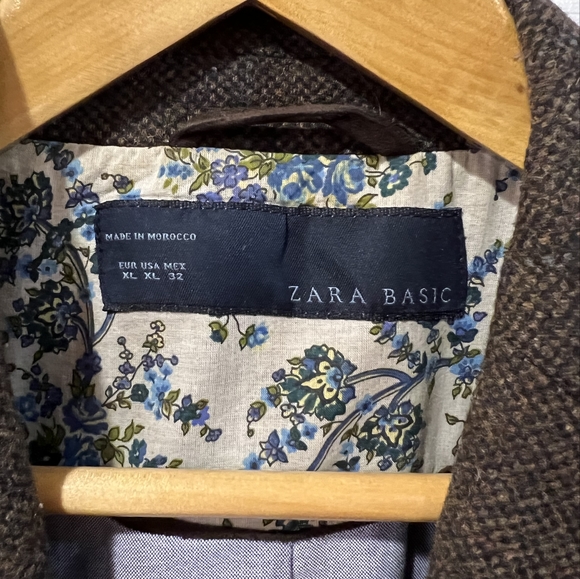 MADE IN MOROCCO
EUR USA MEX
XL XL 32
ZARA BASIC